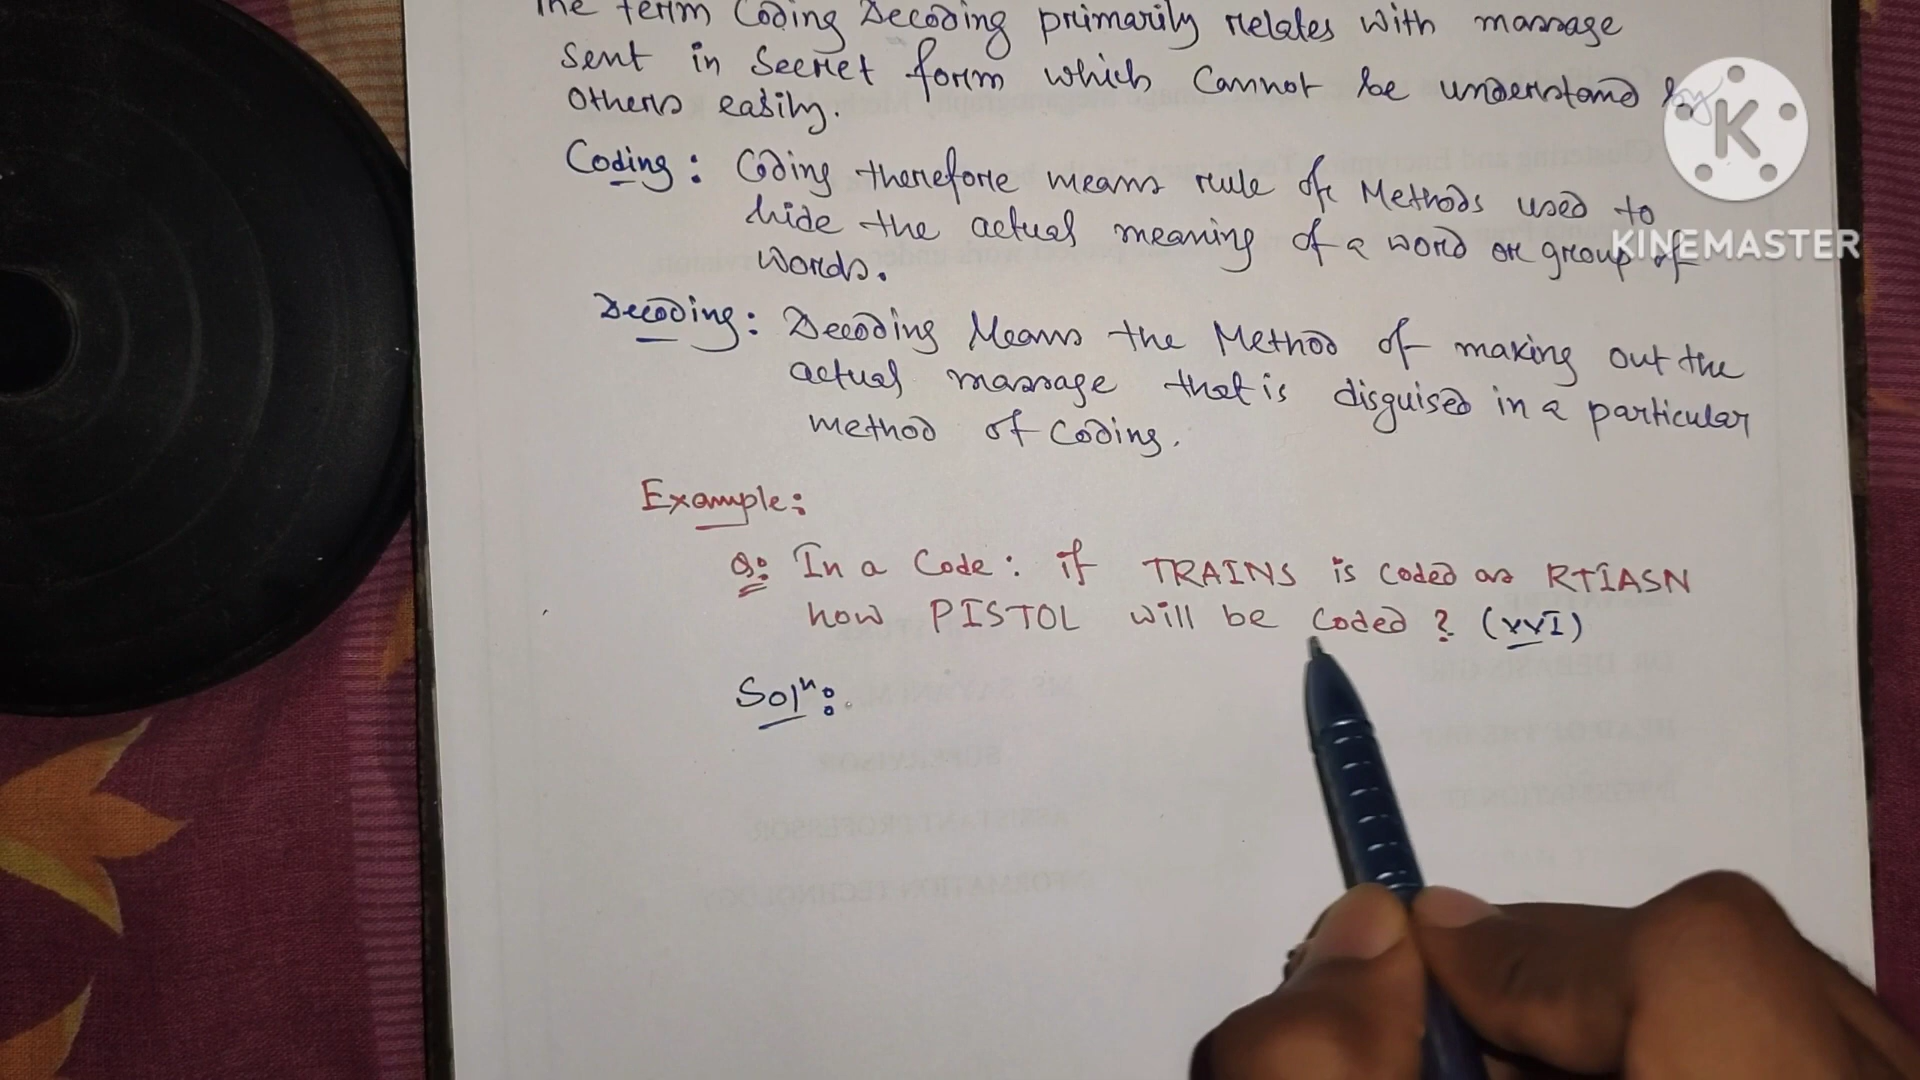 The term Coding Decoding primarily relates with massage
sent in secret form which cannot be understand by
others easily.
Coding: Coding therefore means rule or Methods used to
hide the actual meaning of a word or group of
words.
Decoding: Decoding Means the Method of making out the
actual massage that is disguised in a particular
method of Coding.
Example:
Q: In a Code: if TRAINS is coded as RTIASN
how PISTOL will be coded? (VVI)
Solⁿ:
K
KINEMASTER